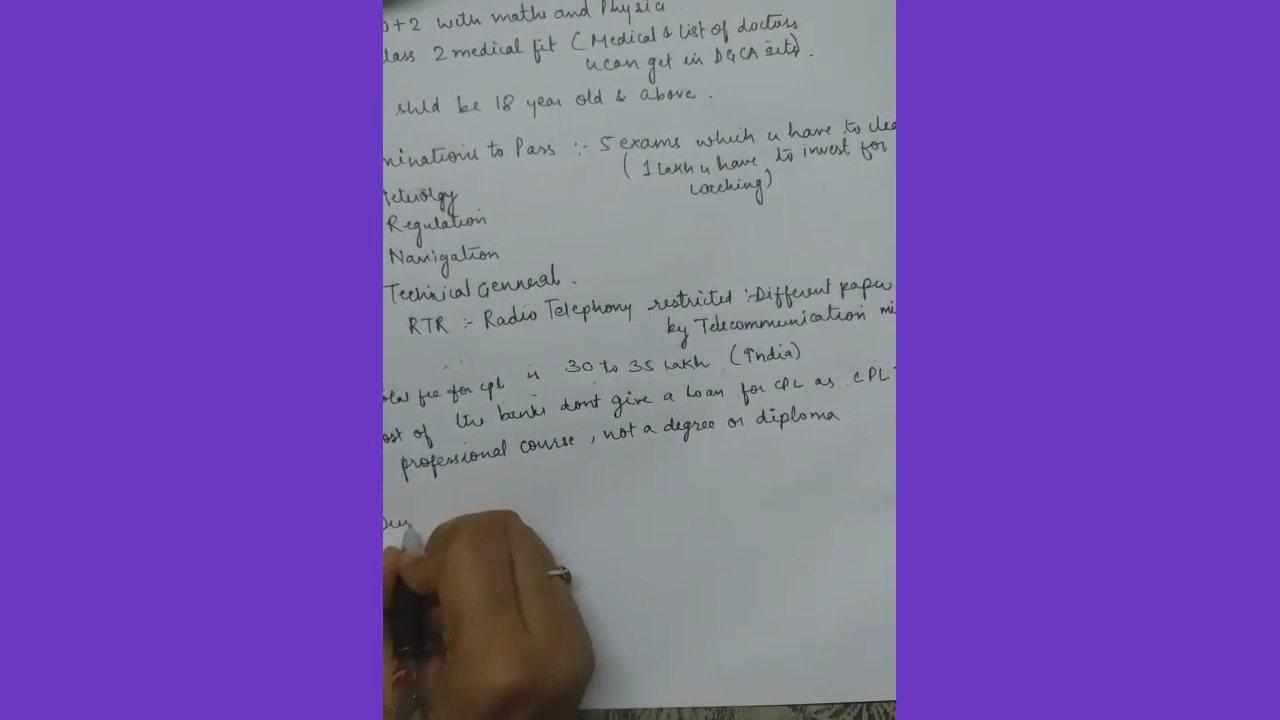 0+2 with maths and Physic
lass 2 medical fit (Medical & List of doctors
u can get in DGCA site).
shld be 18 year old & above.
minations to Pass :- 5 exams which u have to clea
(1 Lakh u have to invest for
coaching)
Regulation
Navigation
Technical General.
RTR :- Radio Telephony restricted :- Different paper
by Telecommunication mi
fee for cpl is 30 to 35 Lakh (India)
ost of the banks dont give a Loan for CPL as CPL
professional course, not a degree or diploma